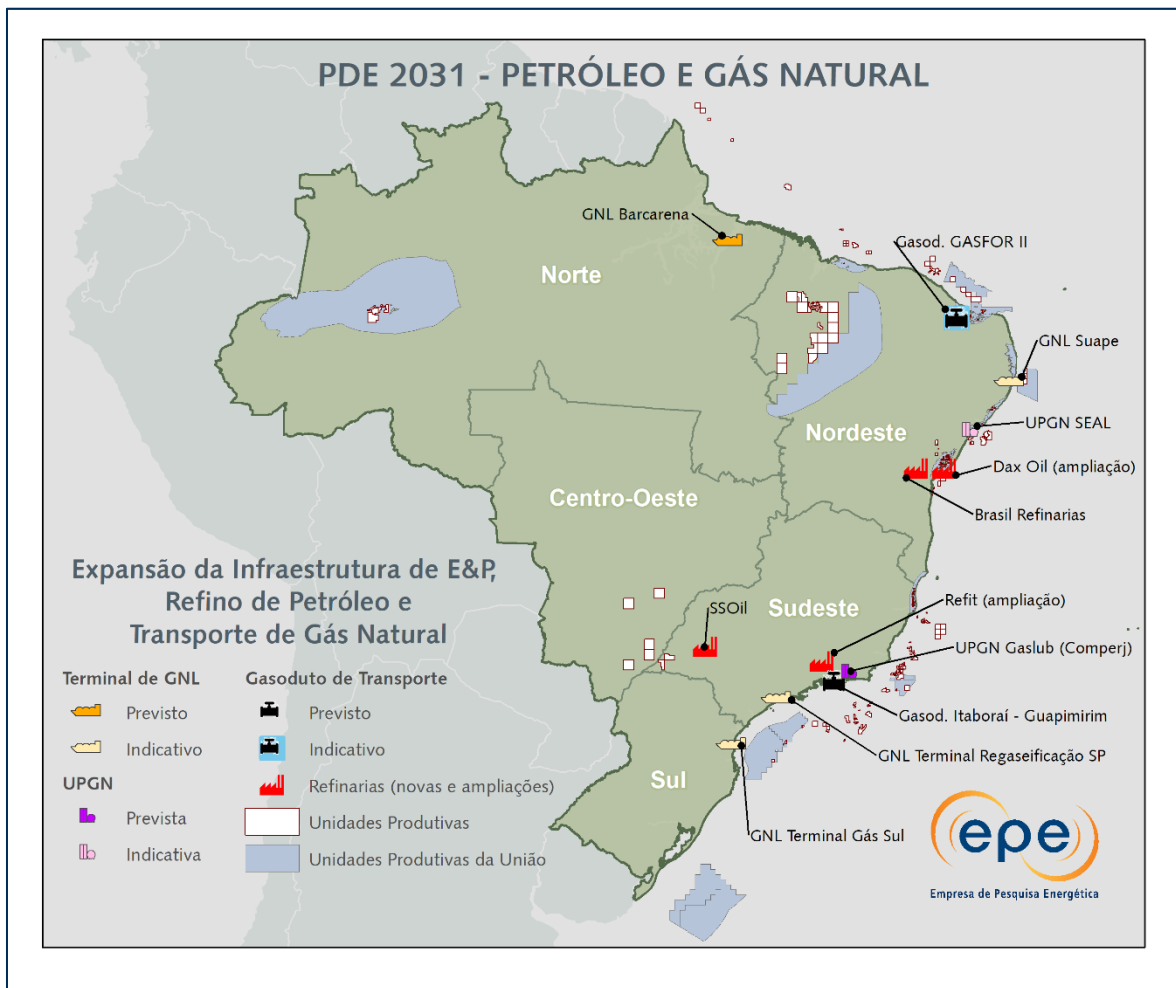 PDE 2031 - PETRÓLEO E GÁS NATURAL
GNL Barcarena
Gasod. GASFOR II
Norte
GNL Suape
UPGN SEAL
Nordeste
Dax Oil (ampliação)
Centro-Oeste
Brasil Refinarias
Expansão da Infraestrutura de E&P,
Refino de Petróleo e
Transporte de Gás Natural
SSOil
Sudeste
Refit (ampliação)
UPGN Gaslub (Comperj)
Gasod. Itaboraí - Guapimirim
GNL Terminal Regaseificação SP
Sul
GNL Terminal Gás Sul
Terminal de GNL
Previsto
Indicativo
UPGN
Prevista
Indicativa
Gasoduto de Transporte
Previsto
Indicativo
Refinarias (novas e ampliações)
Unidades Produtivas
Unidades Produtivas da União
epe
Empresa de Pesquisa Energética